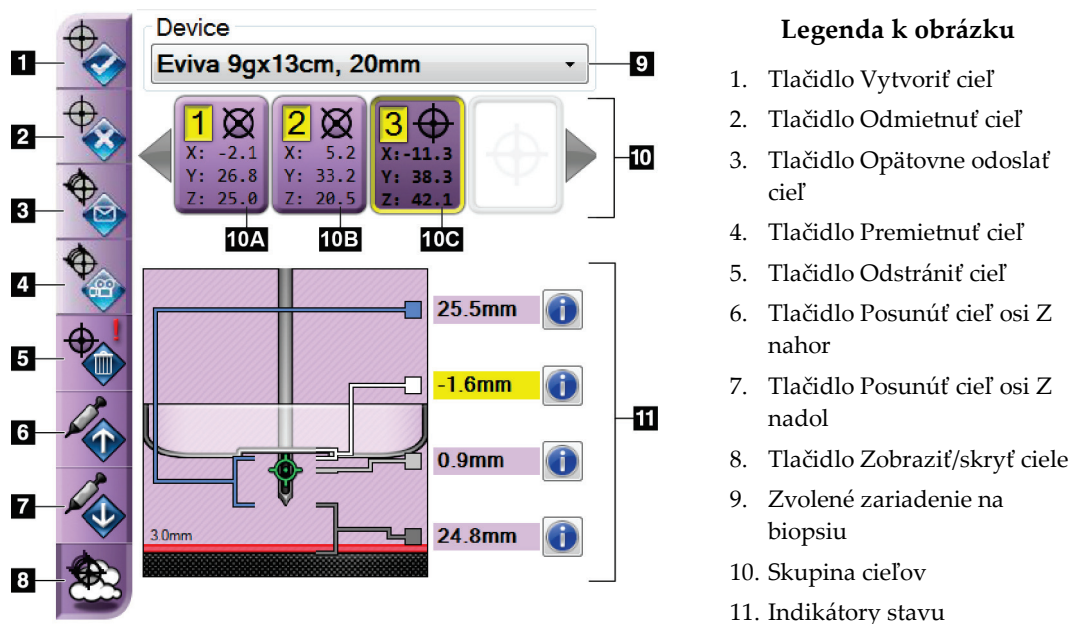 Device
1
Eviva 9gx13cm, 20mm
9
1
2
3
2
X: -2.1
X: 5.2
X:-11.3
10
Y: 26.8
Y: 33.2
Y: 38.3
Z: 25.0
Z: 20.5
Z: 42.1
3
10A
10B
10C
4
25.5mm
5
-1.6mm
11
6
0.9mm
7
3.0mm
24.8mm
8
Legenda k obrázku
1. Tlačidlo Vytvoriť cieľ
2. Tlačidlo Odmietnuť cieľ
3. Tlačidlo Opätovne odoslať
cieľ
4. Tlačidlo Premietnuť cieľ
5. Tlačidlo Odstrániť cieľ
6. Tlačidlo Posunúť cieľ osi Z
nahor
7. Tlačidlo Posunúť cieľ osi Z
nadol
8. Tlačidlo Zobraziť/skryť ciele
9. Zvolené zariadenie na
biopsiu
10. Skupina cieľov
11. Indikátory stavu